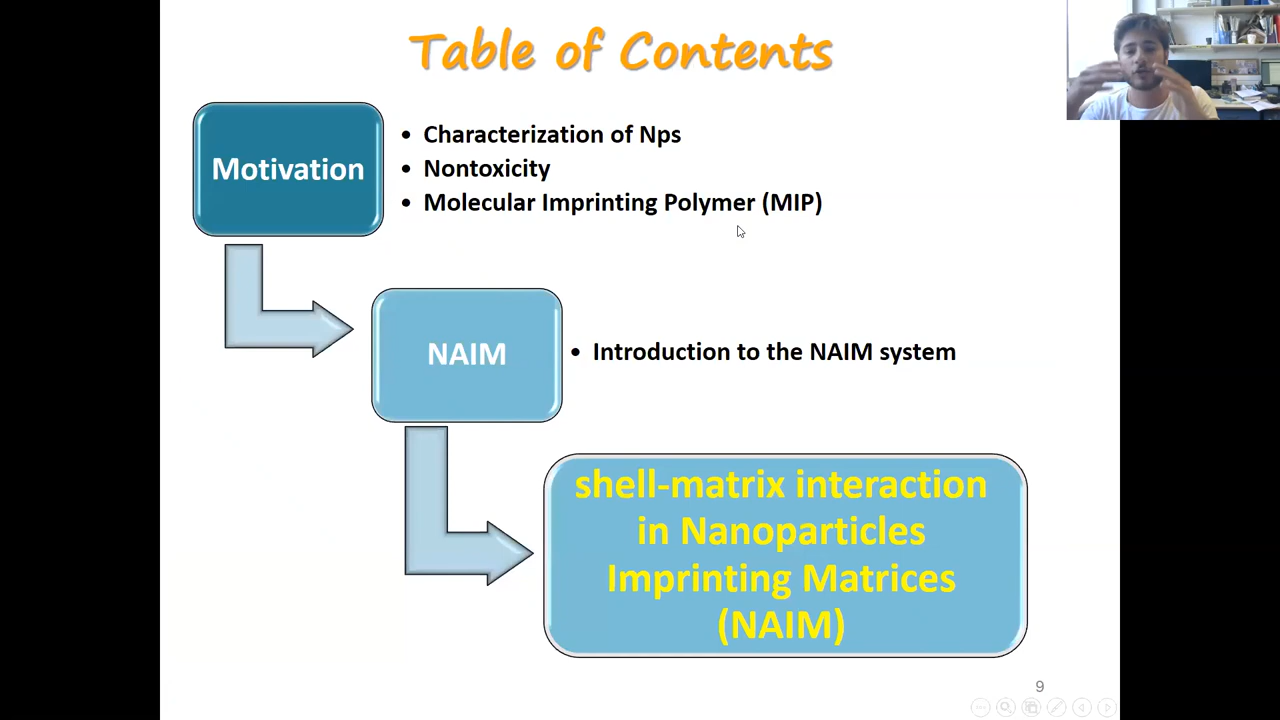 Table of Contents
Motivation
• Characterization of Nps
• Nontoxicity
• Molecular Imprinting Polymer (MIP)
NAIM
• Introduction to the NAIM system
shell-matrix interaction
in Nanoparticles
Imprinting Matrices
(NAIM)
9